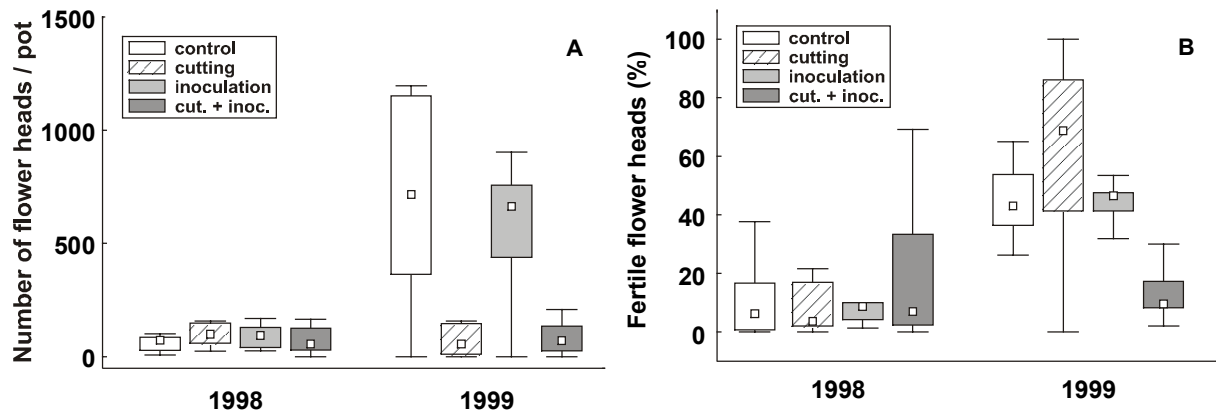 Number of flower heads / pot
1500
1000
500
0
control
cutting
inoculation
cut. + inoc.
A
1998
1999
Fertile flower heads (%)
100
80
60
40
20
0
control
cutting
inoculation
cut. + inoc.
B
1998
1999